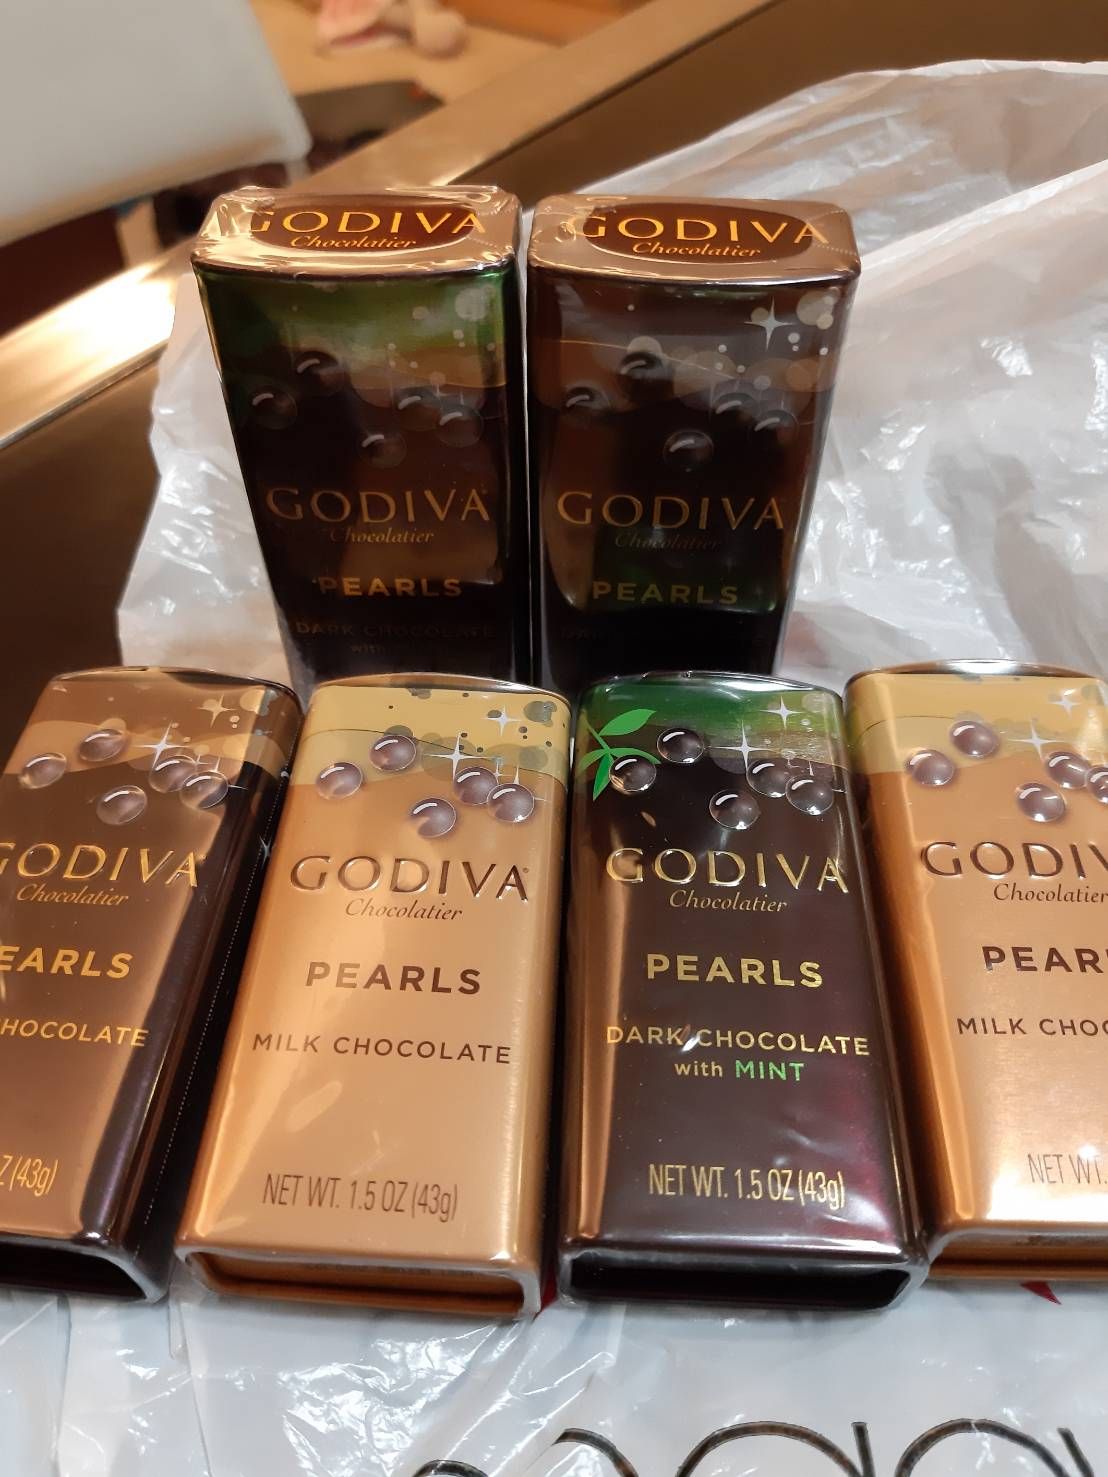 GODIVA
Chocolatier
GODIVA
Chocolatier
PEARLS
DARK CHOCOLATE
with
GODIVA
Chocolatier
GODIVA
Chocolatier
PEARLS
GODIVA
Chocolatier
EARLS
HOCOLATE
Z (43g)
GODIVA
Chocolatier
PEARLS
MILK CHOCOLATE
NET WT. 1.5 OZ (43g)
GODIVA
Chocolatier
PEARLS
DARK CHOCOLATE
with MINT
NET WT. 1.5 OZ (43g)
GODIV
Chocolatier
PEAR
MILK CHOC
NET WT.